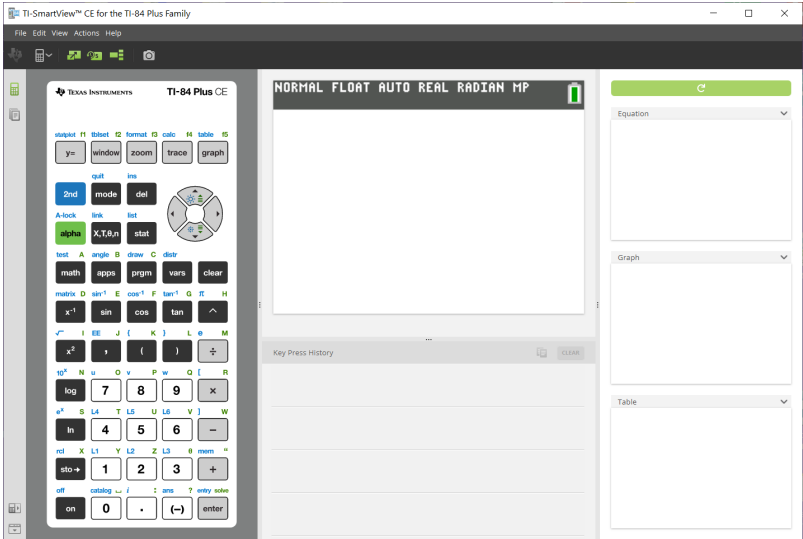 TI-SmartView™ CE for the TI-84 Plus Family
File Edit View Actions Help
TEXAS INSTRUMENTS TI-84 Plus CE
statplot f1 tblset f2 format f3 calc f4 table f5
y= window zoom trace graph
quit ins
2nd mode del
A-lock link list
alpha X,T,θ,n stat
test A angle B draw C distr
math apps prgm vars clear
matrix D sin⁻¹ E cos⁻¹ F tan⁻¹ G π H
x⁻¹ sin cos tan ^
√ I EE J { K } L e M
x² , ( ) ÷
10ˣ N u O v P w Q [ R
log 7 8 9 ×
eˣ S L4 T L5 U L6 V ] W
ln 4 5 6 −
rcl X L1 Y L2 Z L3 θ mem "
sto→ 1 2 3 +
off catalog ⎵ i : ans ? entry solve
on 0 . (−) enter
NORMAL FLOAT AUTO REAL RADIAN MP
Key Press History CLEAR
Equation
Graph
Table